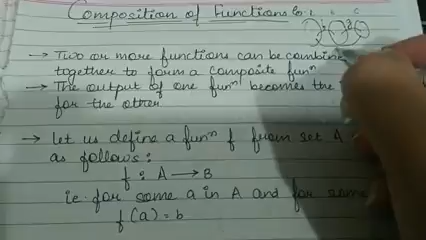 Composition of Functions
→ Two or more functions can be combine
together to form a composite funⁿ
→ The output of one funⁿ becomes the
for the other
→ Let us define a funⁿ f from set A
as follows:
f : A → B
ie for some a in A and for some
f(a) = b